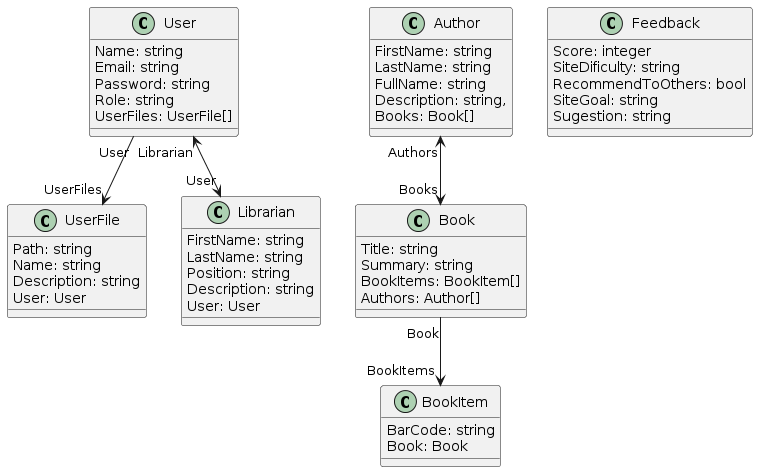 C User
Name: string
Email: string
Password: string
Role: string
UserFiles: UserFile[]
C Author
FirstName: string
LastName: string
FullName: string
Description: string,
Books: Book[]
C Feedback
Score: integer
SiteDificulty: string
RecommendToOthers: bool
SiteGoal: string
Sugestion: string
User
UserFiles
Librarian
User
Authors
Books
C UserFile
Path: string
Name: string
Description: string
User: User
C Librarian
FirstName: string
LastName: string
Position: string
Description: string
User: User
C Book
Title: string
Summary: string
BookItems: BookItem[]
Authors: Author[]
Book
BookItems
C BookItem
BarCode: string
Book: Book